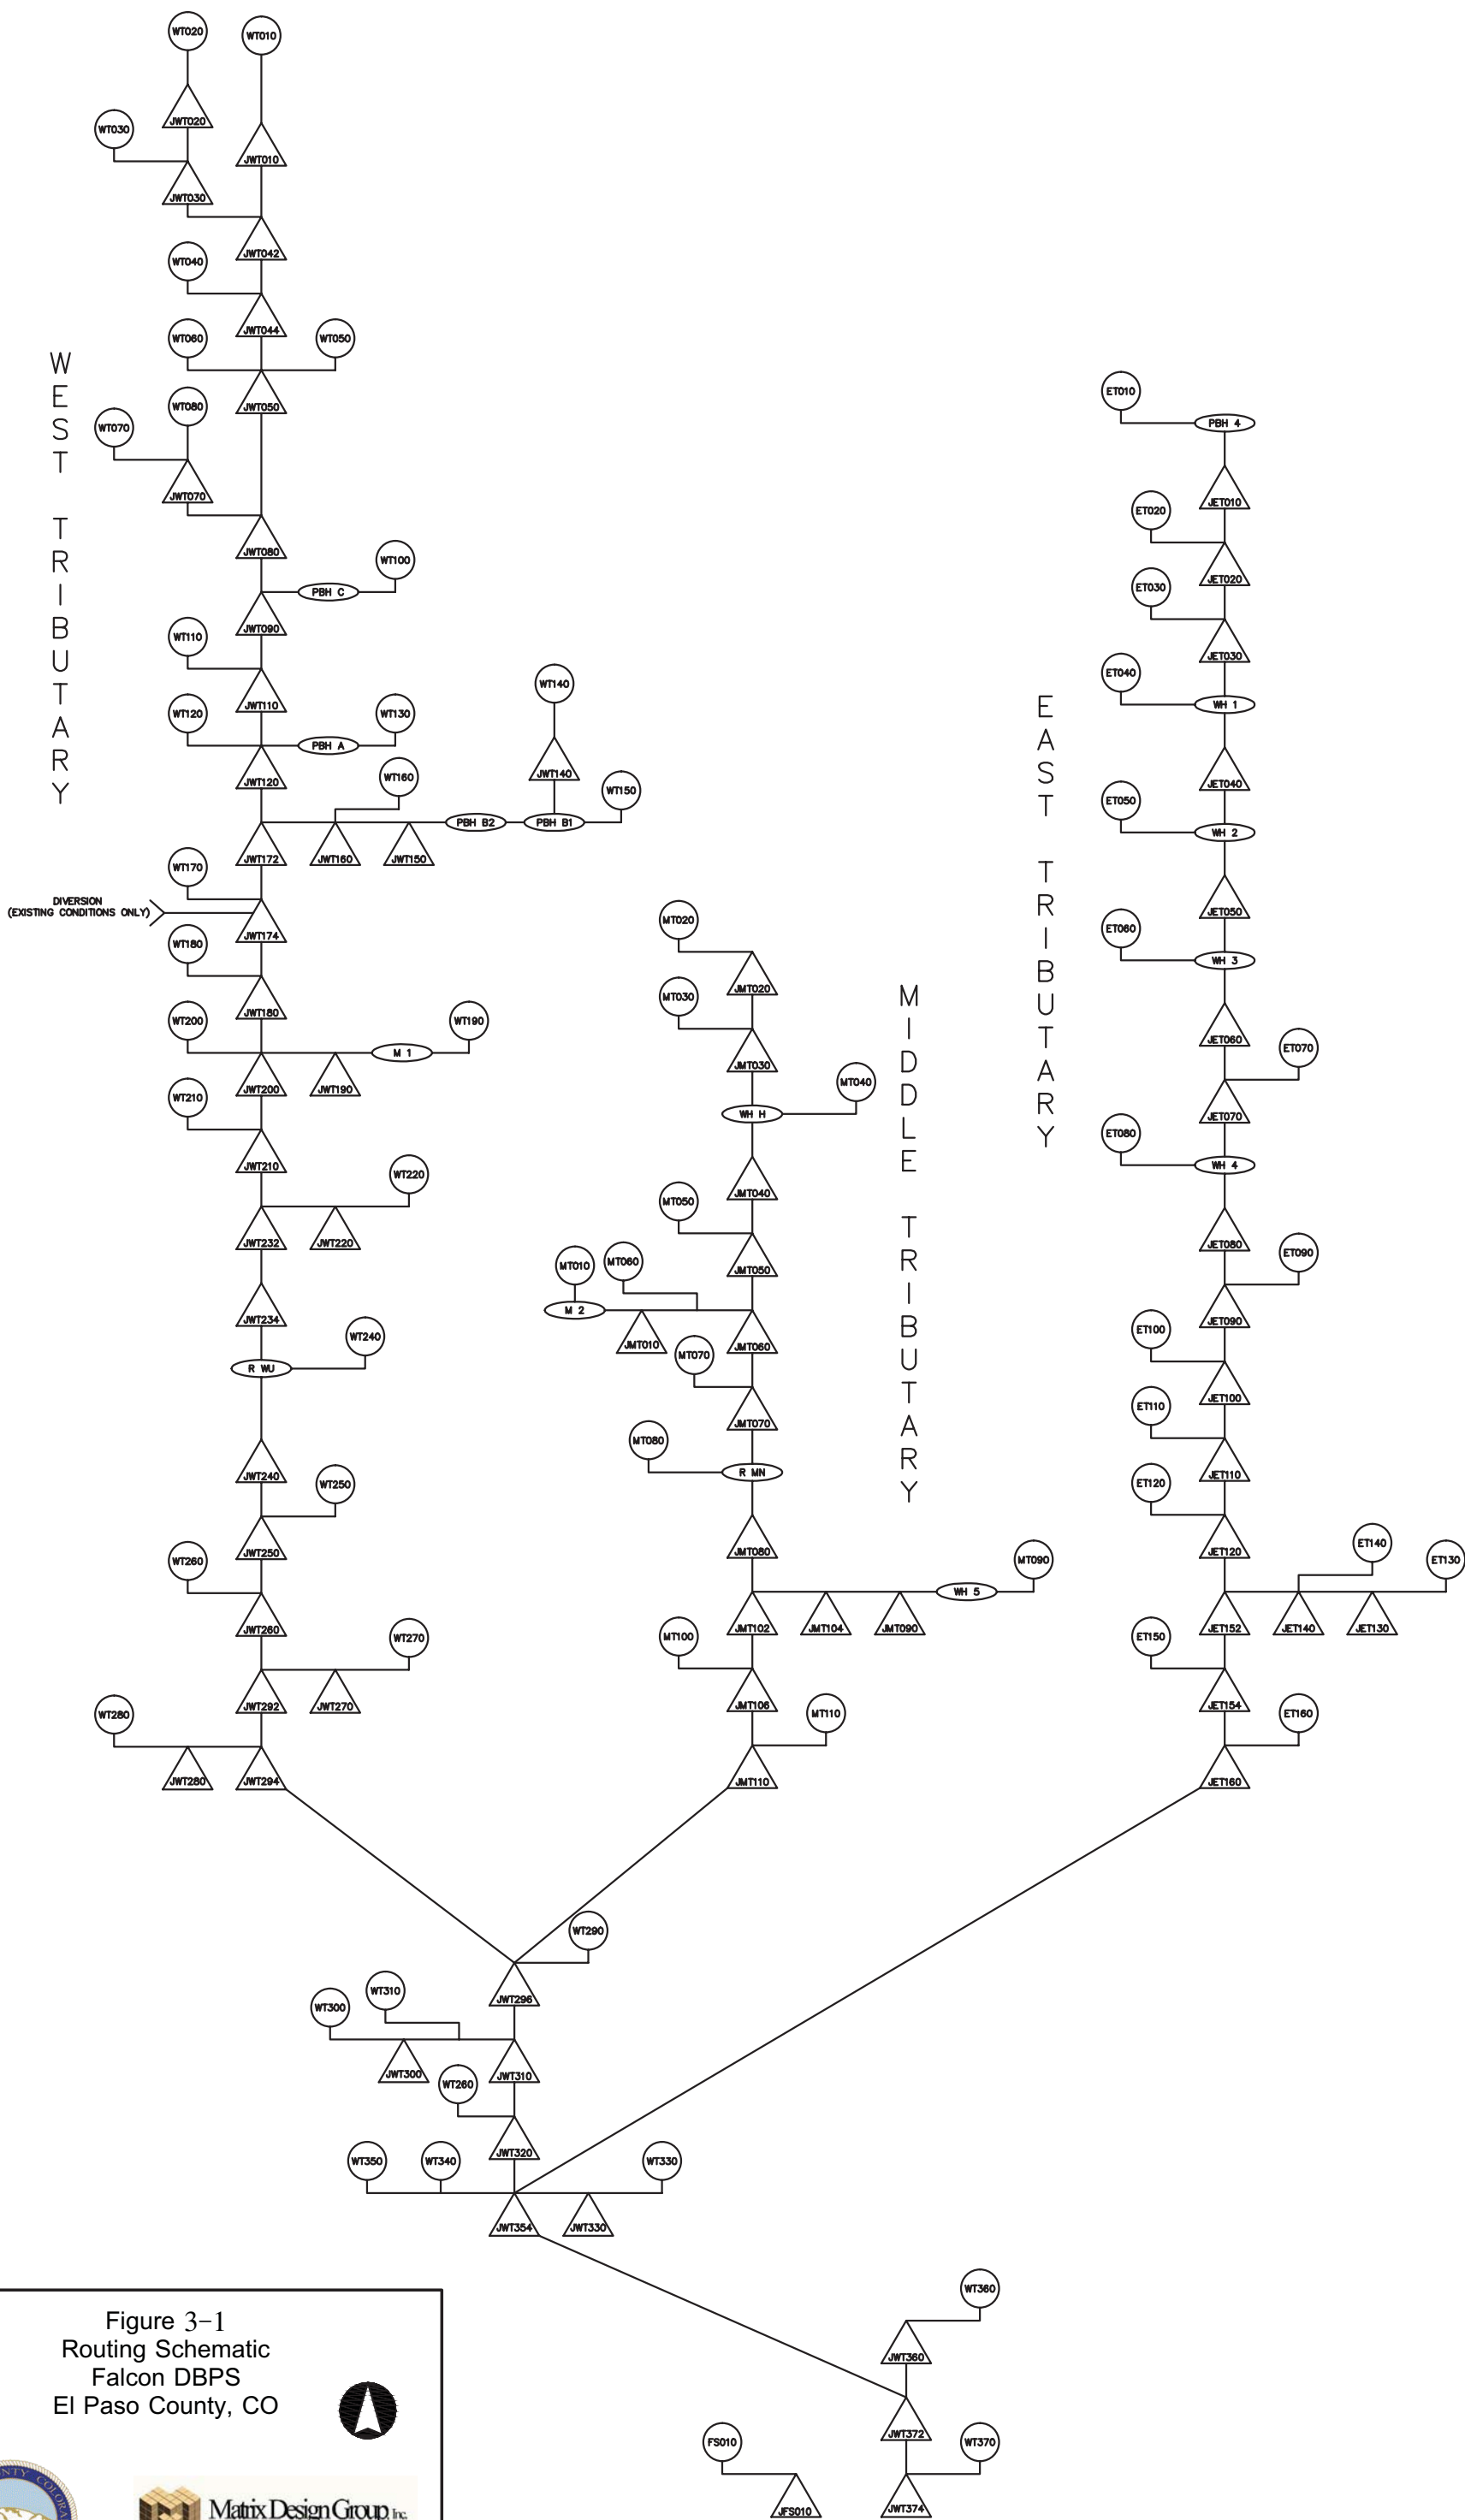 WT020
WT010
WT030
JWT020
JWT010
JWT030
JWT042
WT040
JWT044
WT060
WT050
JWT050
WT080
WT070
JWT070
JWT080
WT100
PBH C
JWT090
WT110
JWT110
WT120
WT130
PBH A
JWT120
WT140
JWT140
WT160
WT150
PBH B2
PBH B1
JWT172
JWT160
JWT150
WT170
DIVERSION
(EXISTING CONDITIONS ONLY)
JWT174
WT180
JWT180
WT200
WT190
M 1
JWT200
JWT190
WT210
JWT210
WT220
JWT232
JWT220
JWT234
WT240
R WU
JWT240
WT250
JWT250
WT260
JWT260
WT270
JWT292
JWT270
WT280
JWT280
JWT294
WEST TRIBUTARY
MT020
JMT020
MT030
JMT030
MT040
WH H
JMT040
MT050
JMT050
MT010
MT060
M 2
JMT010
JMT060
MT070
JMT070
MT080
R MN
JMT080
MT090
WH 5
JMT102
JMT104
JMT090
MT100
JMT106
MT110
JMT110
MIDDLE TRIBUTARY
ET010
PBH 4
JET010
ET020
JET020
ET030
JET030
ET040
WH 1
JET040
ET050
WH 2
JET050
ET060
WH 3
JET060
ET070
JET070
ET080
WH 4
JET080
ET090
JET090
ET100
JET100
ET110
JET110
ET120
JET120
ET140
ET130
JET152
JET140
JET130
ET150
JET154
ET160
JET160
EAST TRIBUTARY
WT290
JWT296
WT310
WT300
JWT300
JWT310
WT260
JWT320
WT350
WT340
WT330
JWT354
JWT330
WT360
JWT360
JWT372
FS010
WT370
JFS010
JWT374
Figure 3-1
Routing Schematic
Falcon DBPS
El Paso County, CO
Matrix Design Group, Inc.